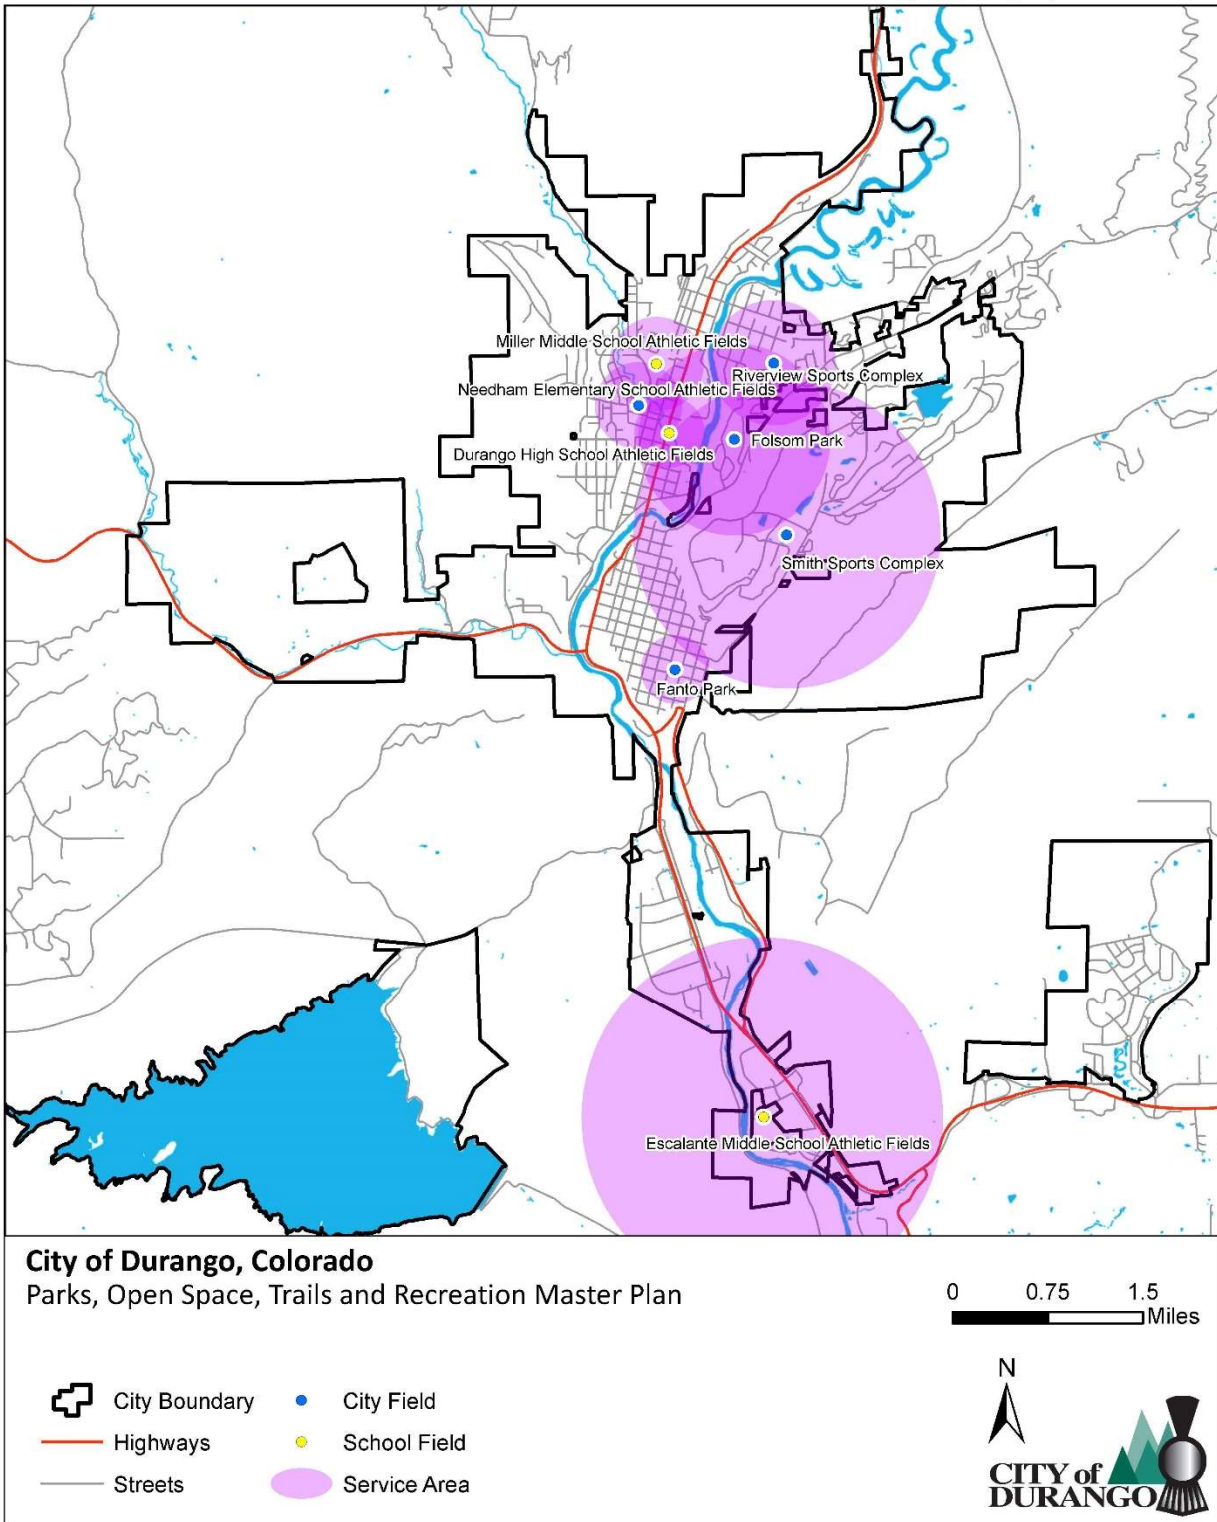 Miller Middle School Athletic Fields
Riverview Sports Complex
Needham Elementary School Athletic Fields
Folsom Park
Durango High School Athletic Fields
Smith Sports Complex
Fanto Park
Escalante Middle School Athletic Fields
City of Durango, Colorado
Parks, Open Space, Trails and Recreation Master Plan
0 0.75 1.5
Miles
N
City Boundary
City Field
Highways
School Field
Streets
Service Area
CITY of
DURANGO